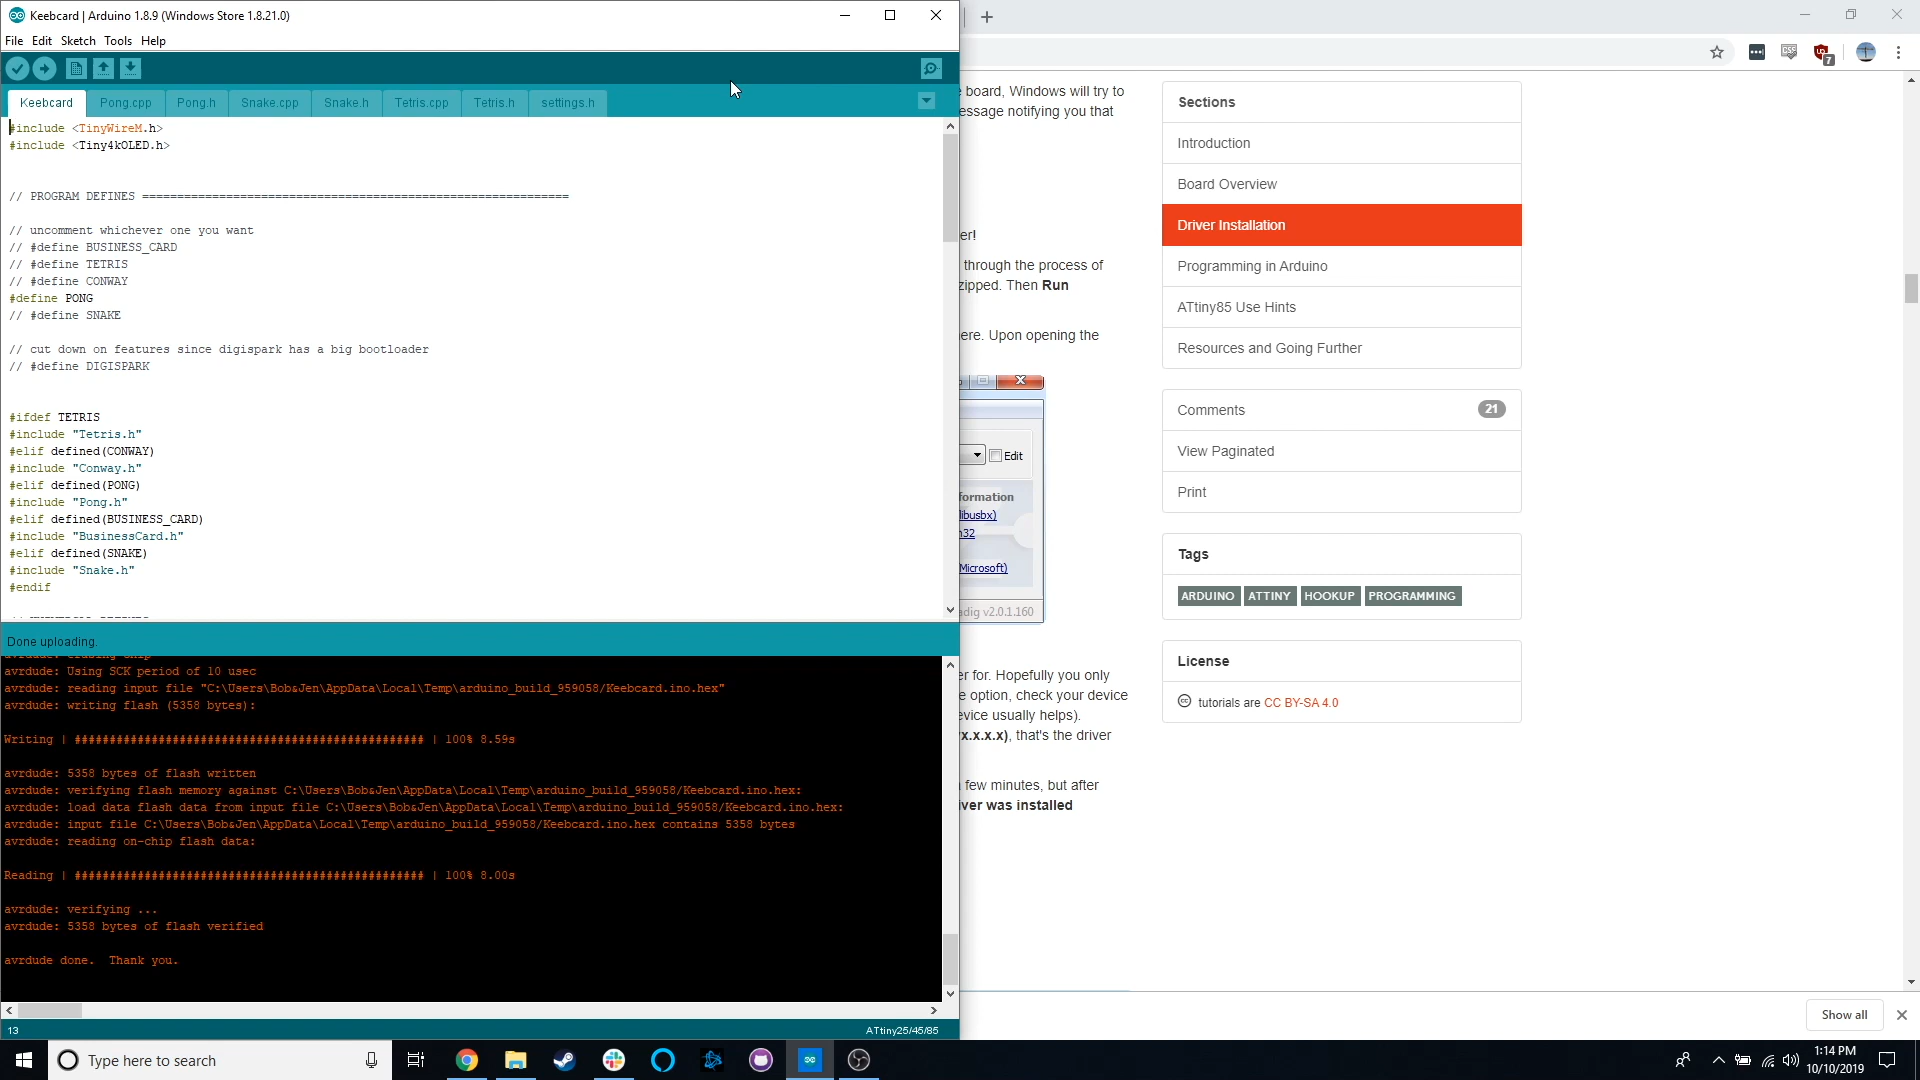 Keebcard | Arduino 1.8.9 (Windows Store 1.8.21.0)
File Edit Sketch Tools Help
Keebcard Pong.cpp Pong.h Snake.cpp Snake.h Tetris.cpp Tetris.h settings.h
#include <TinyWireM.h>
#include <Tiny4kOLED.h>
// PROGRAM DEFINES =============================================================
// uncomment whichever one you want
// #define BUSINESS_CARD
// #define TETRIS
// #define CONWAY
#define PONG
// #define SNAKE
// cut down on features since digispark has a big bootloader
// #define DIGISPARK
#ifdef TETRIS
#include "Tetris.h"
#elif defined(CONWAY)
#include "Conway.h"
#elif defined(PONG)
#include "Pong.h"
#elif defined(BUSINESS_CARD)
#include "BusinessCard.h"
#elif defined(SNAKE)
#include "Snake.h"
#endif
Done uploading.
avrdude: erasing chip
avrdude: Using SCK period of 10 usec
avrdude: reading input file "C:\Users\Bob&Jen\AppData\Local\Temp\arduino_build_959058/Keebcard.ino.hex"
avrdude: writing flash (5358 bytes):
Writing | ################################################## | 100% 8.59s
avrdude: 5358 bytes of flash written
avrdude: verifying flash memory against C:\Users\Bob&Jen\AppData\Local\Temp\arduino_build_959058/Keebcard.ino.hex:
avrdude: load data flash data from input file C:\Users\Bob&Jen\AppData\Local\Temp\arduino_build_959058/Keebcard.ino.hex:
avrdude: input file C:\Users\Bob&Jen\AppData\Local\Temp\arduino_build_959058/Keebcard.ino.hex contains 5358 bytes
avrdude: reading on-chip flash data:
Reading | ################################################## | 100% 8.00s
avrdude: verifying ...
avrdude: 5358 bytes of flash verified
avrdude done.  Thank you.
13
ATtiny25/45/85
7
board, Windows will try to
essage notifying you that
er!
through the process of
zipped. Then Run
ere. Upon opening the
Edit
formation
libusbx)
Microsoft)
adig v2.0.1.160
er for. Hopefully you only
e option, check your device
evice usually helps).
x.x.x.x), that's the driver
few minutes, but after
iver was installed
Sections
Introduction
Board Overview
Driver Installation
Programming in Arduino
ATtiny85 Use Hints
Resources and Going Further
Comments 21
View Paginated
Print
Tags
ARDUINO ATTINY HOOKUP PROGRAMMING
License
tutorials are CC BY-SA 4.0
Show all
Type here to search
1:14 PM
10/10/2019